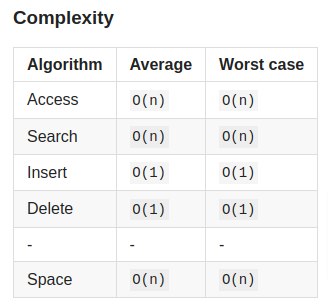 Complexity
Algorithm Average Worst case
Access O(n) O(n)
Search O(n) O(n)
Insert O(1) O(1)
Delete O(1) O(1)
- - -
Space O(n) O(n)